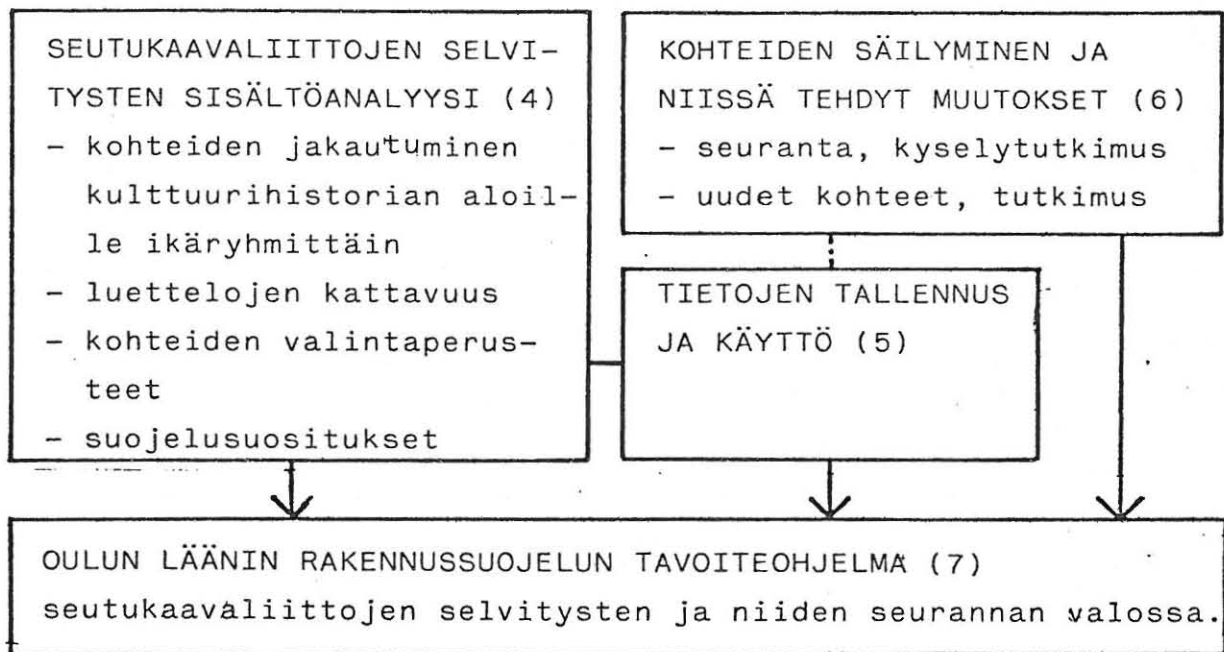 SEUTUKAAVALIITTOJEN SELVI-
TYSTEN SISÄLTÖANALYYSI (4)
- kohteiden jakautuminen
kulttuurihistorian aloil-
le ikäryhmittäin
- luettelojen kattavuus
- kohteiden valintaperus-
teet
- suojelusuositukset
KOHTEIDEN SÄILYMINEN JA
NIISSÄ TEHDYT MUUTOKSET (6)
- seuranta, kyselytutkimus
- uudet kohteet, tutkimus
TIETOJEN TALLENNUS
JA KÄYTTÖ (5)
OULUN LÄÄNIN RAKENNUSSUOJELUN TAVOITEOHJELMA (7)
seutukaavaliittojen selvitysten ja niiden seurannan valossa.